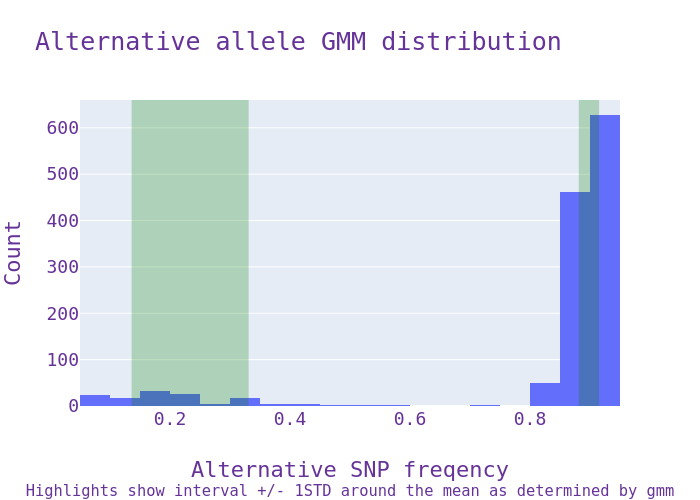 Alternative allele GMM distribution
Count
600
500
400
300
200
100
0
0.2 0.4 0.6 0.8
Alternative SNP freqency
Highlights show interval +/- 1STD around the mean as determined by gmm